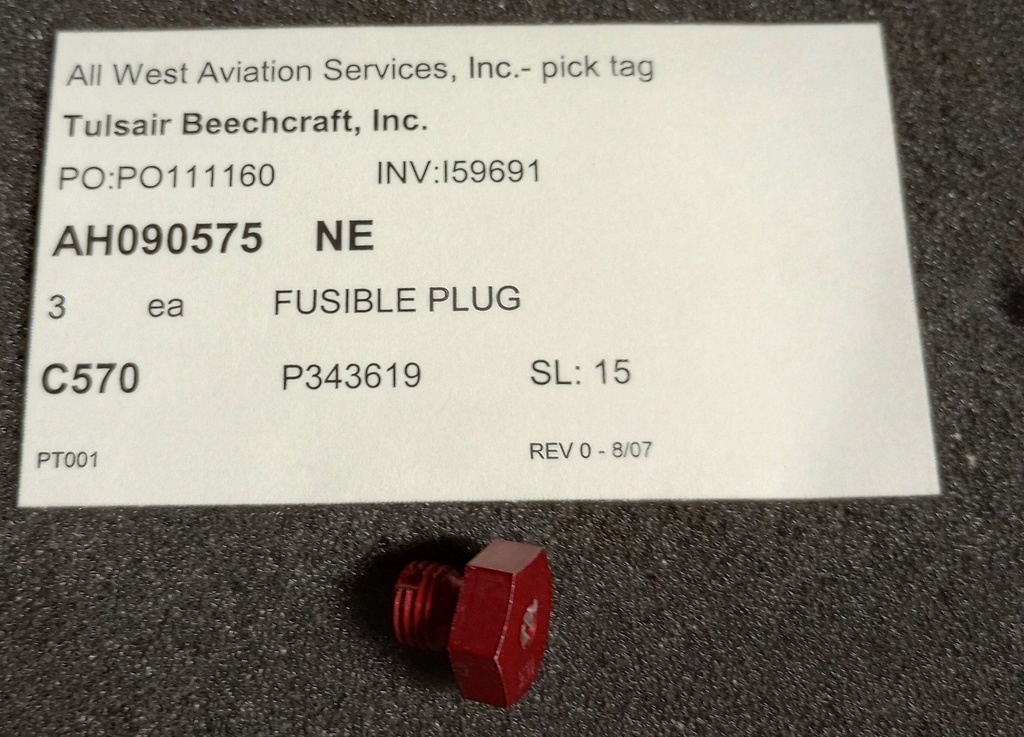 All West Aviation Services, Inc.- pick tag
Tulsair Beechcraft, Inc.
PO:PO111160 INV:I59691
AH090575 NE
3 ea FUSIBLE PLUG
C570 P343619 SL: 15
PT001 REV 0 - 8/07